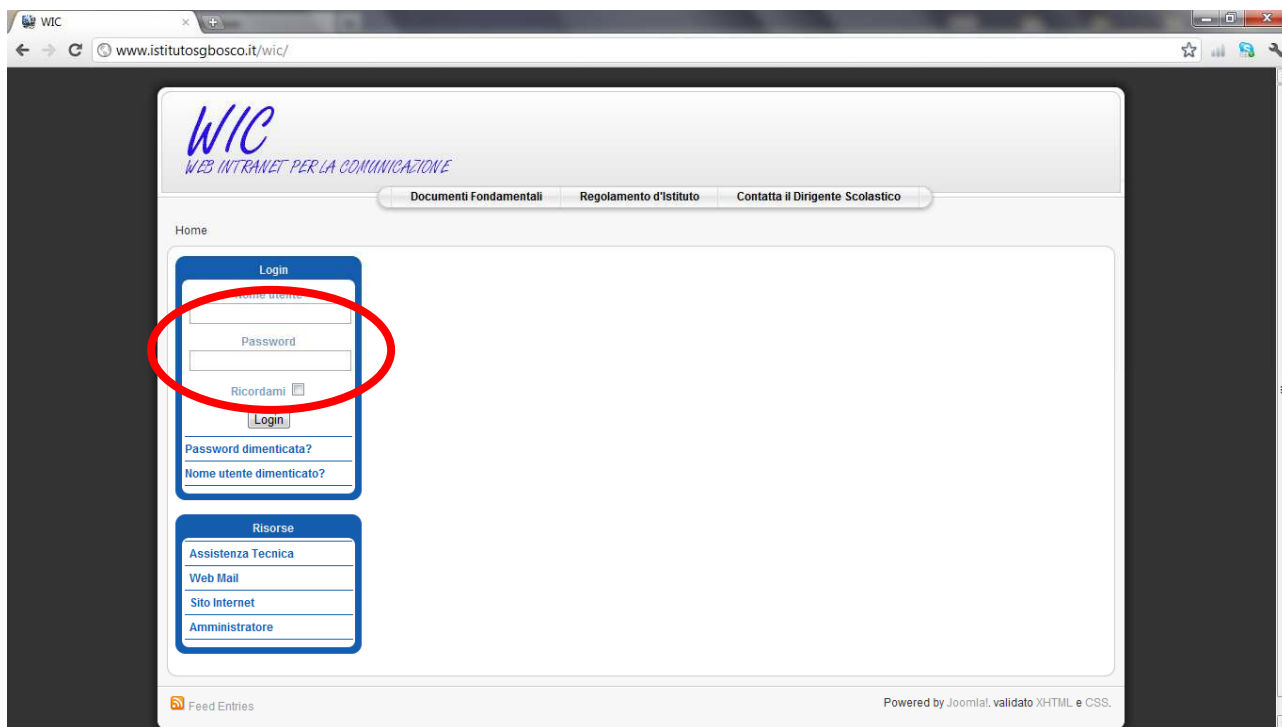 WIC
www.istitutosgbosco.it/wic/
WIC
WEB INTRANET PER LA COMUNICAZIONE
Documenti Fondamentali Regolamento d'Istituto Contatta il Dirigente Scolastico
Home
Login
Nome utente
Password
Ricordami
Login
Password dimenticata?
Nome utente dimenticato?
Risorse
Assistenza Tecnica
Web Mail
Sito Internet
Amministratore
Feed Entries
Powered by Joomla!. validato XHTML e CSS.